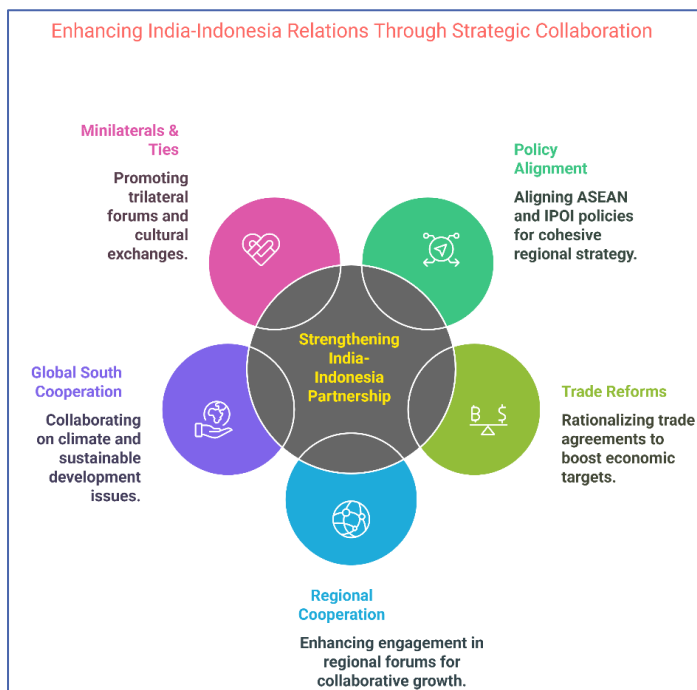 Enhancing India-Indonesia Relations Through Strategic Collaboration
Minilaterals &
Ties
Promoting
trilateral
forums and
cultural
exchanges.
Policy
Alignment
Aligning ASEAN
and IPOI policies
for cohesive
regional strategy.
Strengthening
India-
Indonesia
Partnership
Global South
Cooperation
Collaborating
on climate and
sustainable
development
issues.
Trade Reforms
Rationalizing trade
agreements to
boost economic
targets.
B $
Regional
Cooperation
Enhancing engagement in
regional forums for
collaborative growth.